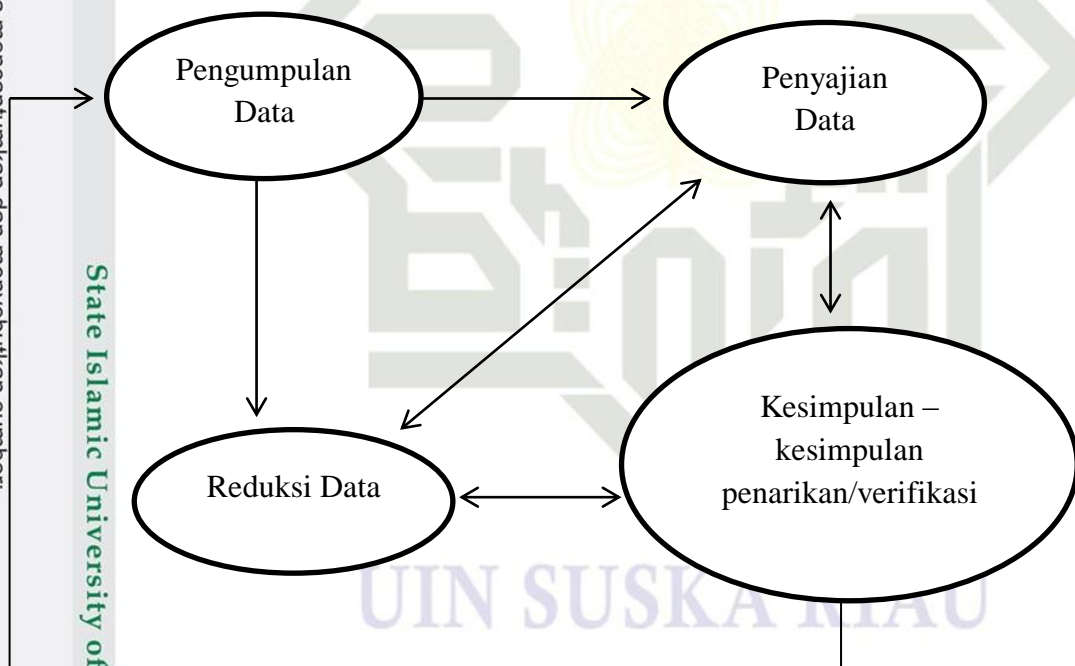 Pengumpulan
Data
Penyajian
Data
Reduksi Data
Kesimpulan –
kesimpulan
penarikan/verifikasi
State Islamic University of
UIN SUSKA RIAU